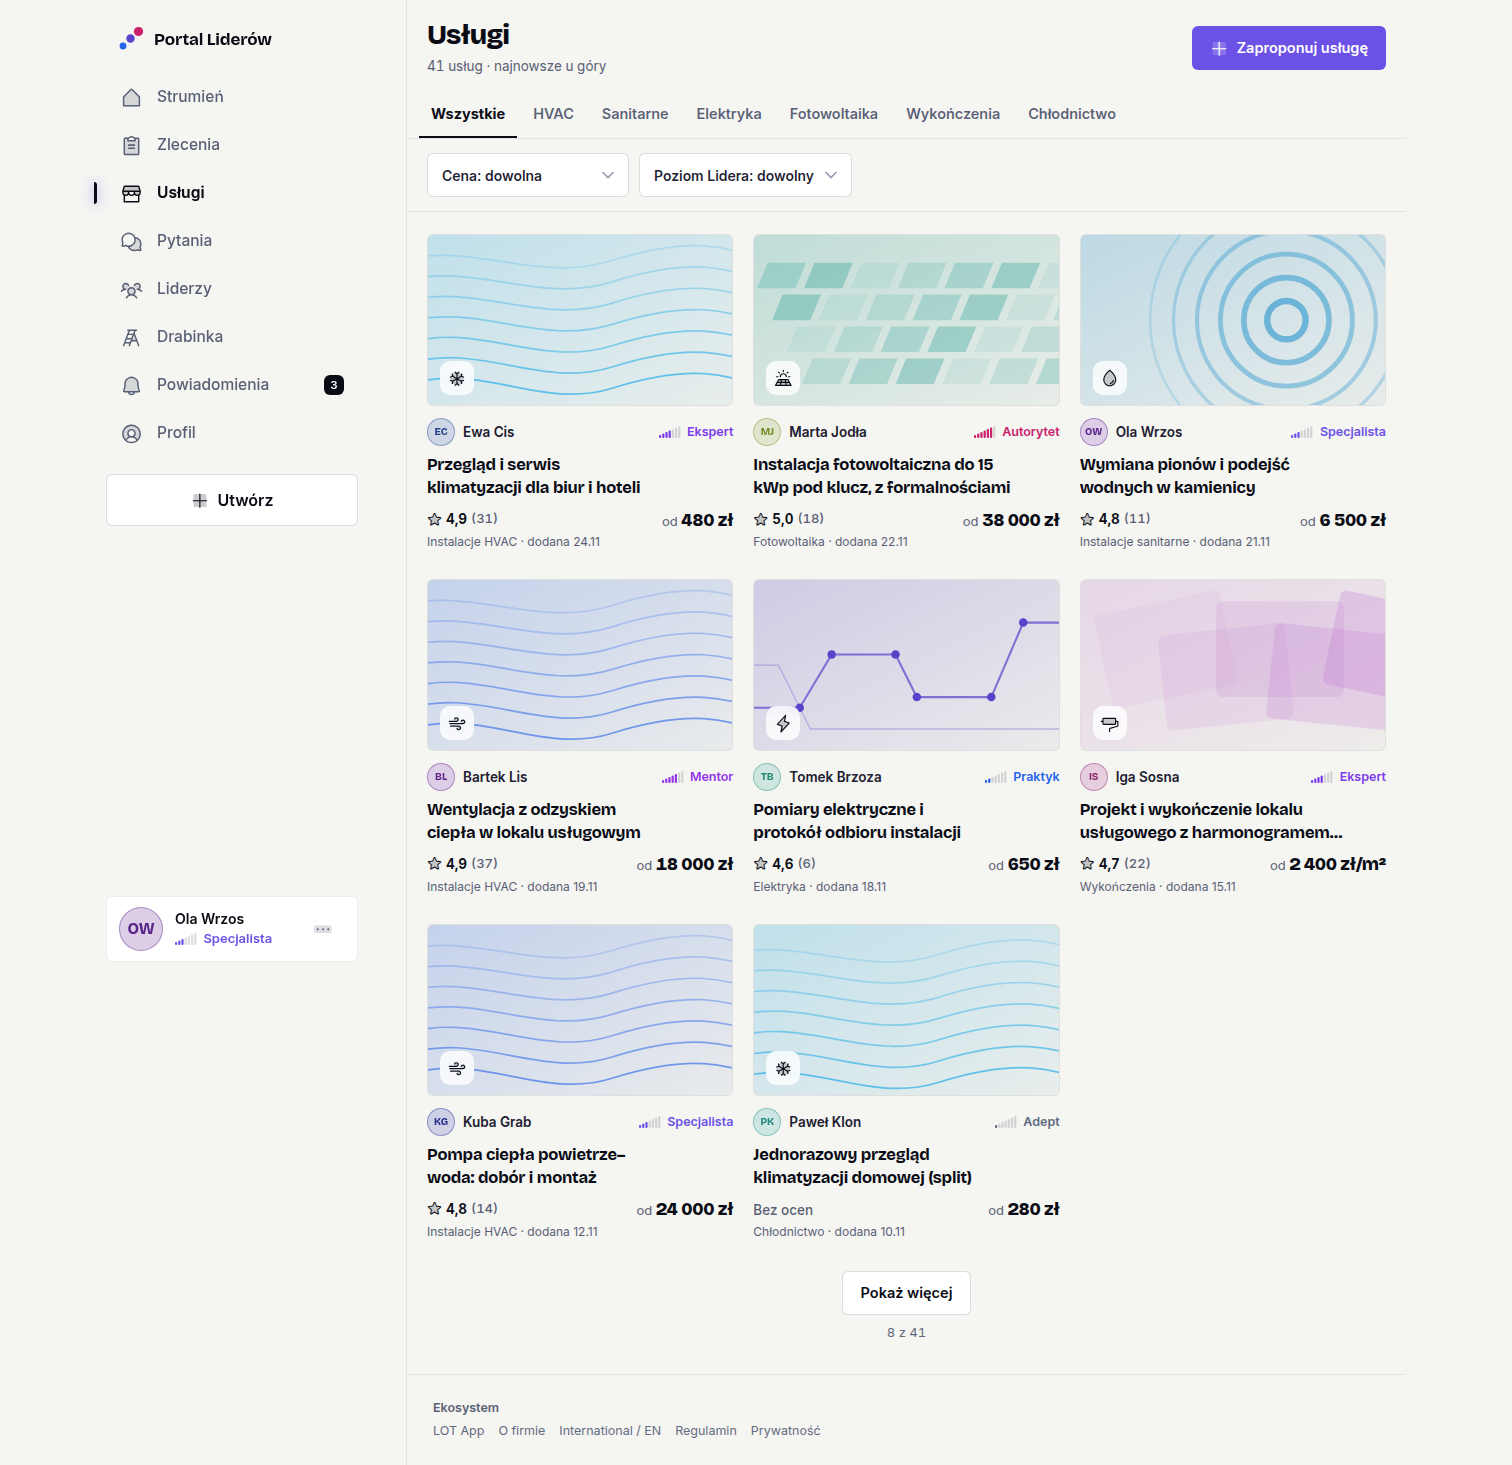 Portal Liderów
Strumień
Zlecenia
Usługi
Pytania
Liderzy
Drabinka
Powiadomienia 3
Profil
Utwórz
OW Ola Wrzos
Specjalista
Usługi
41 usług · najnowsze u góry
Zaproponuj usługę
Wszystkie HVAC Sanitarne Elektryka Fotowoltaika Wykończenia Chłodnictwo
Cena: dowolna Poziom Lidera: dowolny
EC Ewa Cis Ekspert
Przegląd i serwis
klimatyzacji dla biur i hoteli
4,9 (31) od 480 zł
Instalacje HVAC · dodana 24.11
MJ Marta Jodła Autorytet
Instalacja fotowoltaiczna do 15
kWp pod klucz, z formalnościami
5,0 (18) od 38 000 zł
Fotowoltaika · dodana 22.11
OW Ola Wrzos Specjalista
Wymiana pionów i podejść
wodnych w kamienicy
4,8 (11) od 6 500 zł
Instalacje sanitarne · dodana 21.11
BL Bartek Lis Mentor
Wentylacja z odzyskiem
ciepła w lokalu usługowym
4,9 (37) od 18 000 zł
Instalacje HVAC · dodana 19.11
TB Tomek Brzoza Praktyk
Pomiary elektryczne i
protokół odbioru instalacji
4,6 (6) od 650 zł
Elektryka · dodana 18.11
IS Iga Sosna Ekspert
Projekt i wykończenie lokalu
usługowego z harmonogramem...
4,7 (22) od 2 400 zł/m²
Wykończenia · dodana 15.11
KG Kuba Grab Specjalista
Pompa ciepła powietrze–
woda: dobór i montaż
4,8 (14) od 24 000 zł
Instalacje HVAC · dodana 12.11
PK Paweł Klon Adept
Jednorazowy przegląd
klimatyzacji domowej (split)
Bez ocen od 280 zł
Chłodnictwo · dodana 10.11
Pokaż więcej
8 z 41
Ekosystem
LOT App O firmie International / EN Regulamin Prywatność